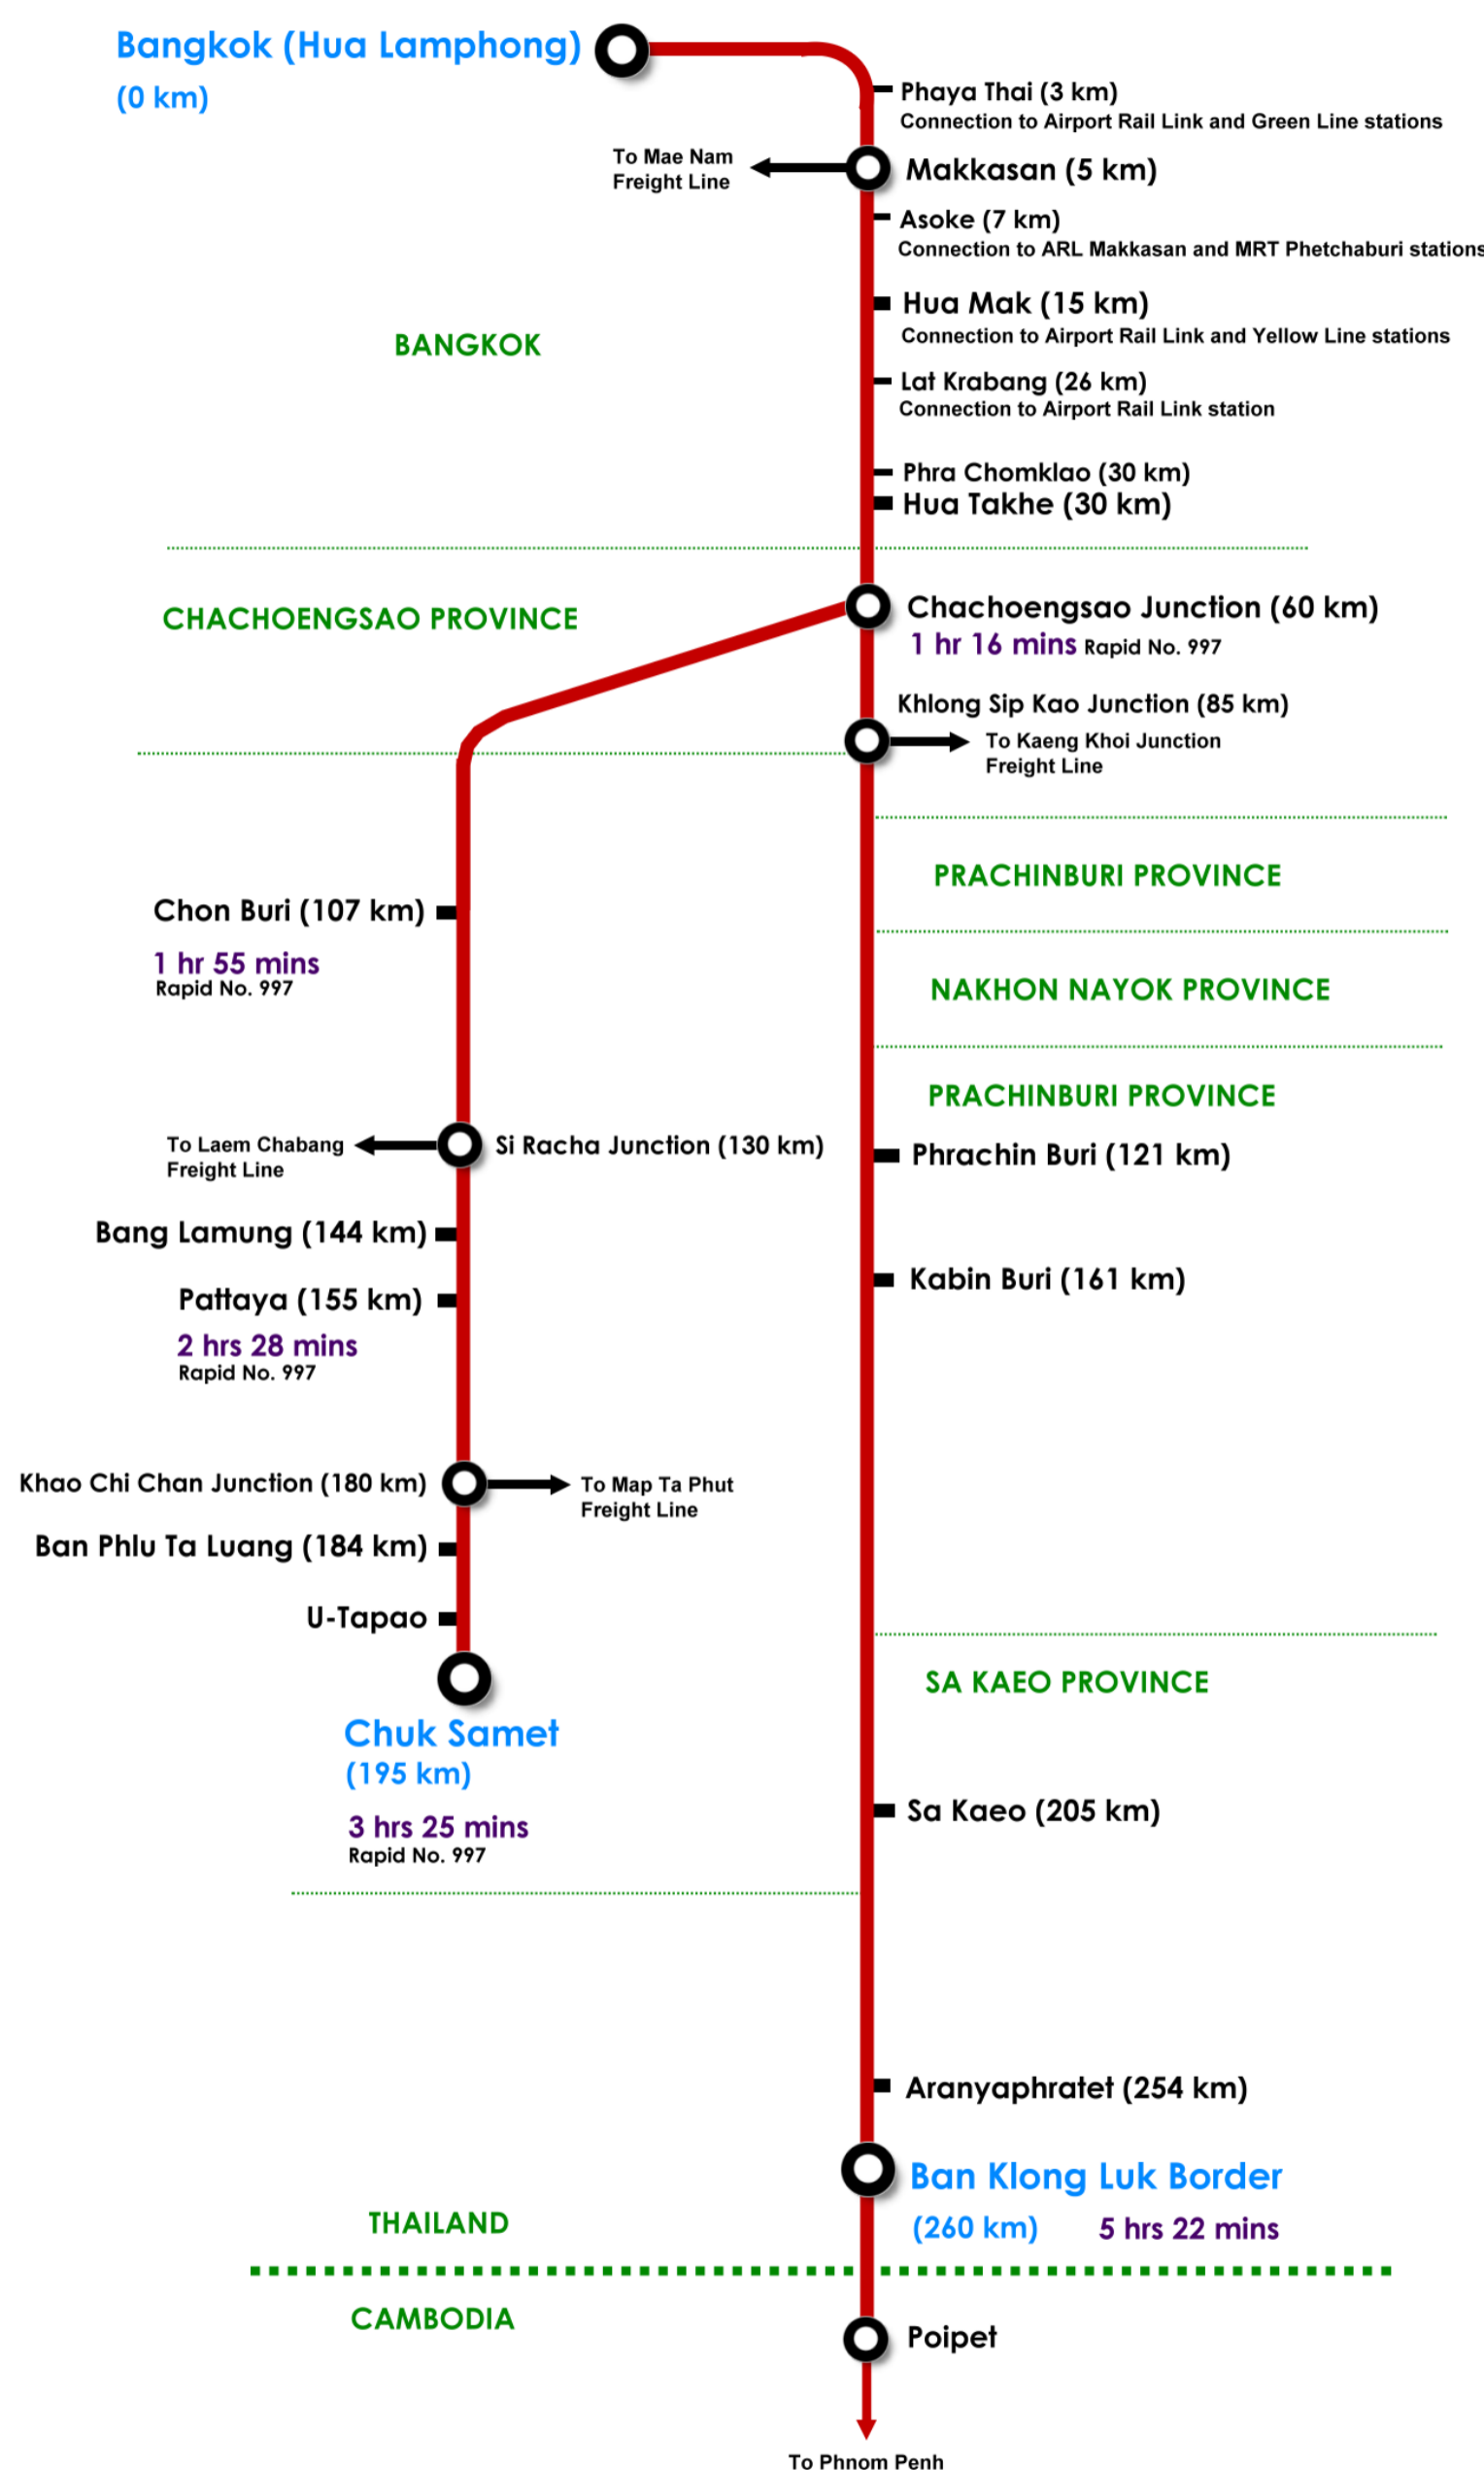 Bangkok (Hua Lamphong)
(0 km)
Phaya Thai (3 km)
Connection to Airport Rail Link and Green Line stations
To Mae Nam
Freight Line
Makkasan (5 km)
Asoke (7 km)
Connection to ARL Makkasan and MRT Phetchaburi stations
Hua Mak (15 km)
Connection to Airport Rail Link and Yellow Line stations
BANGKOK
Lat Krabang (26 km)
Connection to Airport Rail Link station
Phra Chomklao (30 km)
Hua Takhe (30 km)
CHACHOENGSAO PROVINCE
Chachoengsao Junction (60 km)
1 hr 16 mins Rapid No. 997
Khlong Sip Kao Junction (85 km)
To Kaeng Khoi Junction
Freight Line
PRACHINBURI PROVINCE
Chon Buri (107 km)
1 hr 55 mins
Rapid No. 997
NAKHON NAYOK PROVINCE
PRACHINBURI PROVINCE
To Laem Chabang
Freight Line
Si Racha Junction (130 km)
Phrachin Buri (121 km)
Bang Lamung (144 km)
Kabin Buri (161 km)
Pattaya (155 km)
2 hrs 28 mins
Rapid No. 997
Khao Chi Chan Junction (180 km)
To Map Ta Phut
Freight Line
Ban Phlu Ta Luang (184 km)
U-Tapao
SA KAEO PROVINCE
Chuk Samet
(195 km)
3 hrs 25 mins
Rapid No. 997
Sa Kaeo (205 km)
Aranyaphratet (254 km)
Ban Klong Luk Border
(260 km) 5 hrs 22 mins
THAILAND
CAMBODIA
Poipet
To Phnom Penh